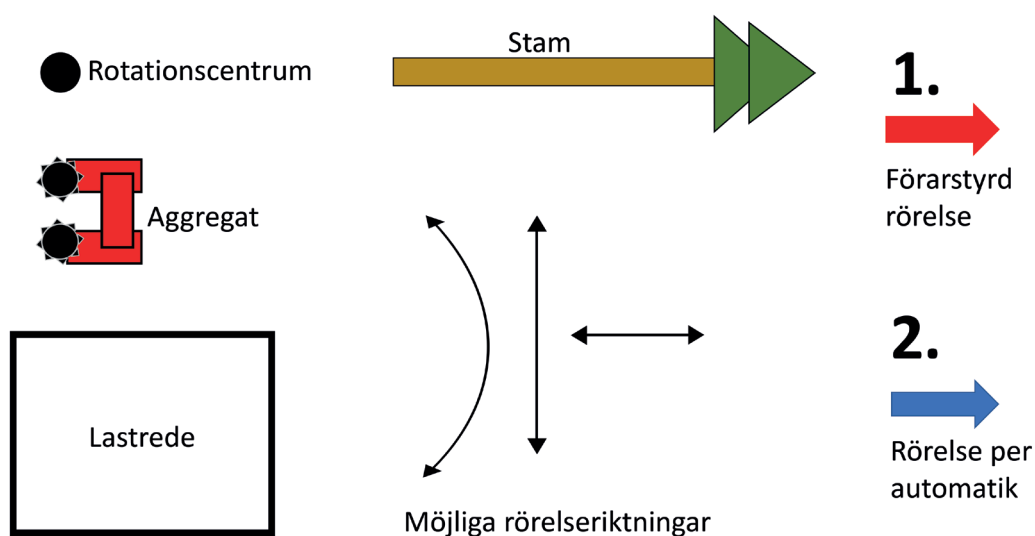 Rotationscentrum
Stam
1.
Förarstyrd
rörelse
Aggregat
Lastrede
Möjliga rörelseriktningar
2.
Rörelse per
automatik